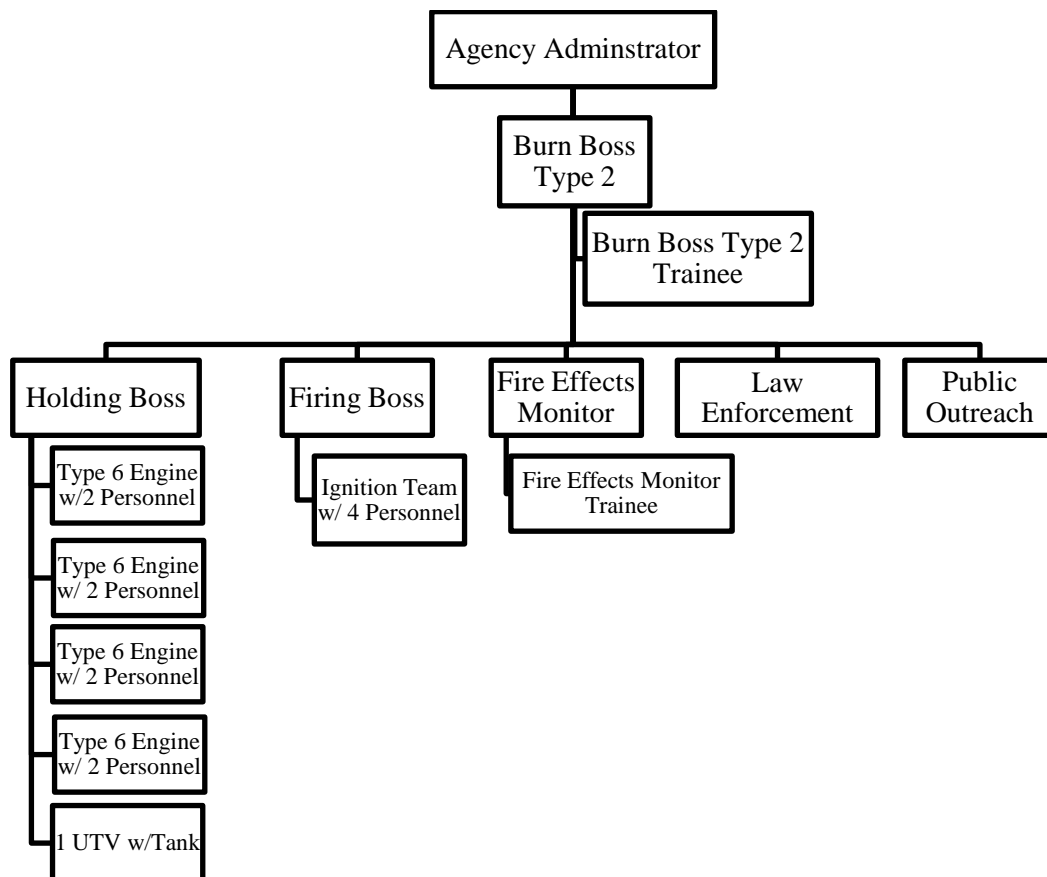 Agency Adminstrator
Burn Boss
Type 2
Burn Boss Type 2
Trainee
Holding Boss
Firing Boss
Fire Effects
Monitor
Law
Enforcement
Public
Outreach
Type 6 Engine
w/2 Personnel
Type 6 Engine
w/ 2 Personnel
Type 6 Engine
w/ 2 Personnel
Type 6 Engine
w/ 2 Personnel
1 UTV w/Tank
Ignition Team
w/ 4 Personnel
Fire Effects Monitor
Trainee